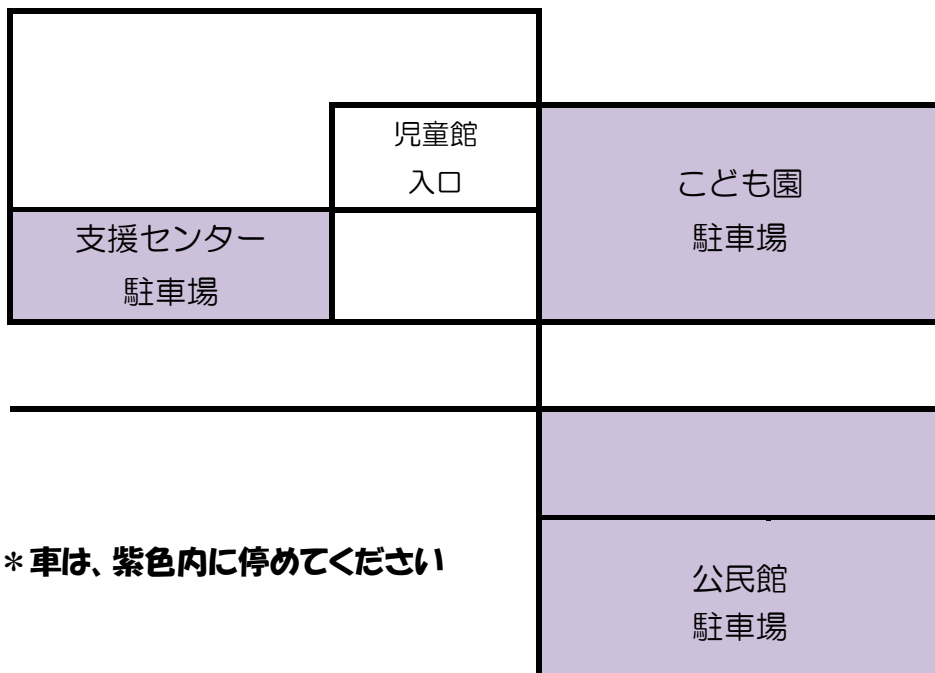 児童館
入口
こども園
駐車場
支援センター
駐車場
＊車は、紫色内に停めてください
公民館
駐車場